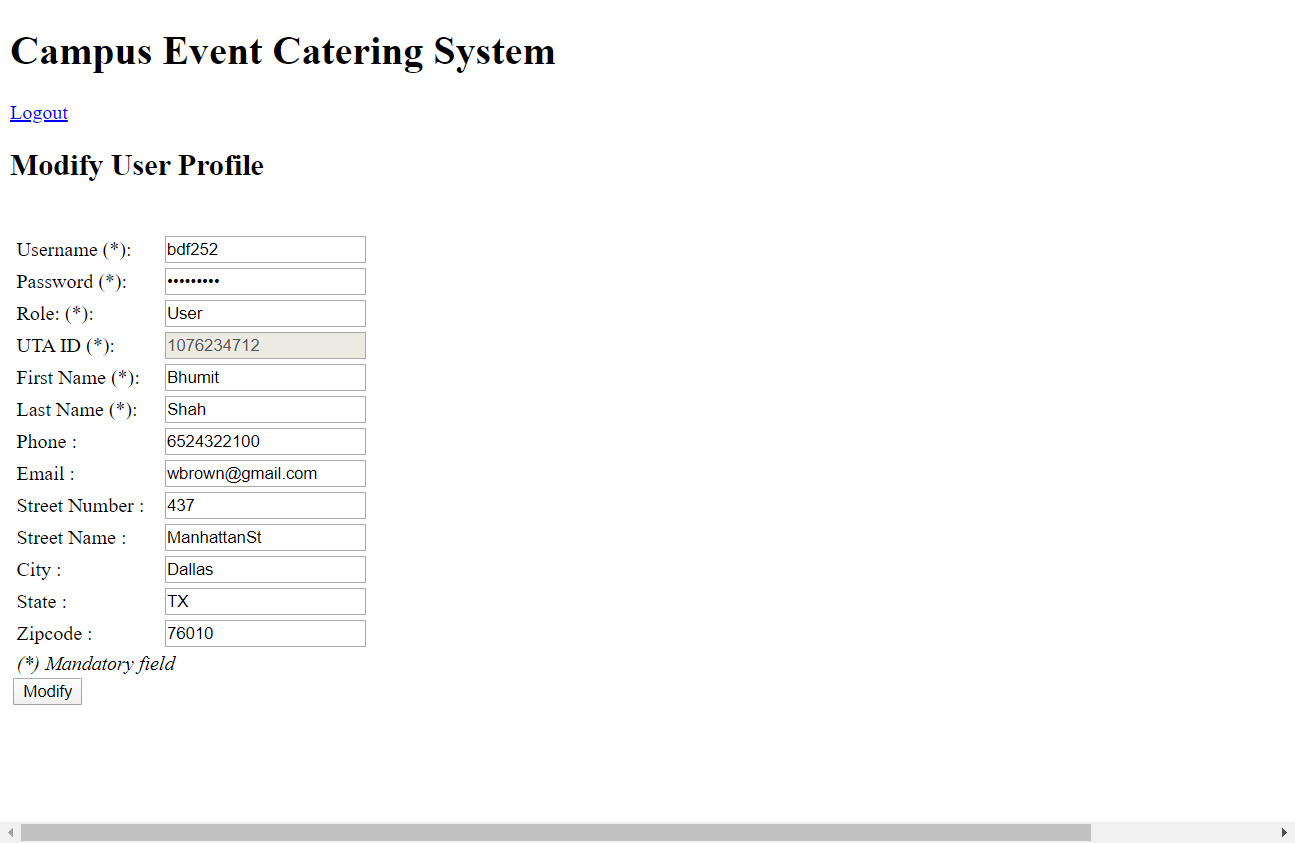 Campus Event Catering System
Logout
Modify User Profile
Username (*): bdf252
Password (*): •••••••••
Role: (*): User
UTA ID (*): 1076234712
First Name (*): Bhumit
Last Name (*): Shah
Phone : 6524322100
Email : wbrown@gmail.com
Street Number : 437
Street Name : ManhattanSt
City : Dallas
State : TX
Zipcode : 76010
(*) Mandatory field
Modify